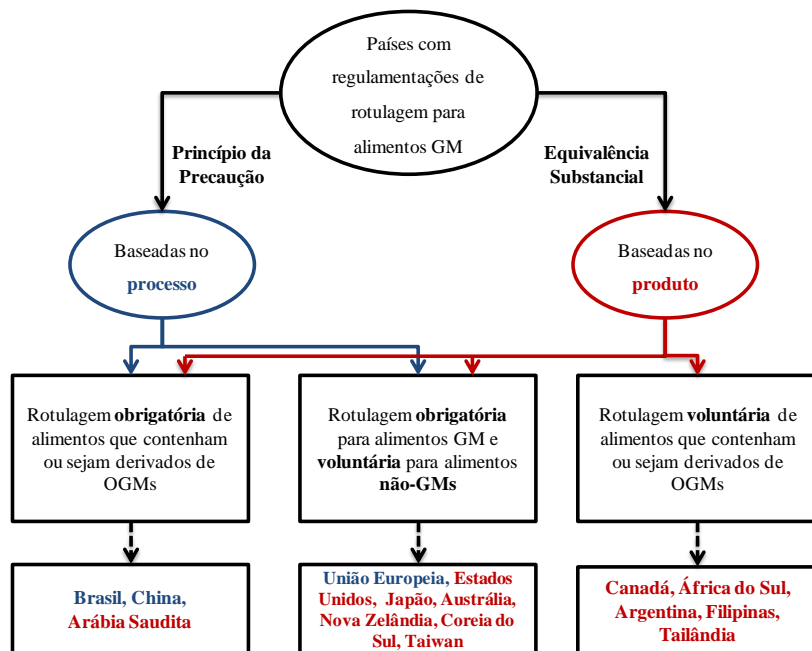 Países com
regulamentações de
rotulagem para
alimentos GM
Princípio da
Precaução
Equivalência
Substancial
Baseadas no
processo
Baseadas no
produto
Rotulagem obrigatória de
alimentos que contenham
ou sejam derivados de
OGMs
Rotulagem obrigatória
para alimentos GM e
voluntária para alimentos
não-GMs
Rotulagem voluntária de
alimentos que contenham
ou sejam derivados de
OGMs
Brasil, China,
Arábia Saudita
União Europeia, Estados
Unidos, Japão, Austrália,
Nova Zelândia, Coreia do
Sul, Taiwan
Canadá, África do Sul,
Argentina, Filipinas,
Tailândia